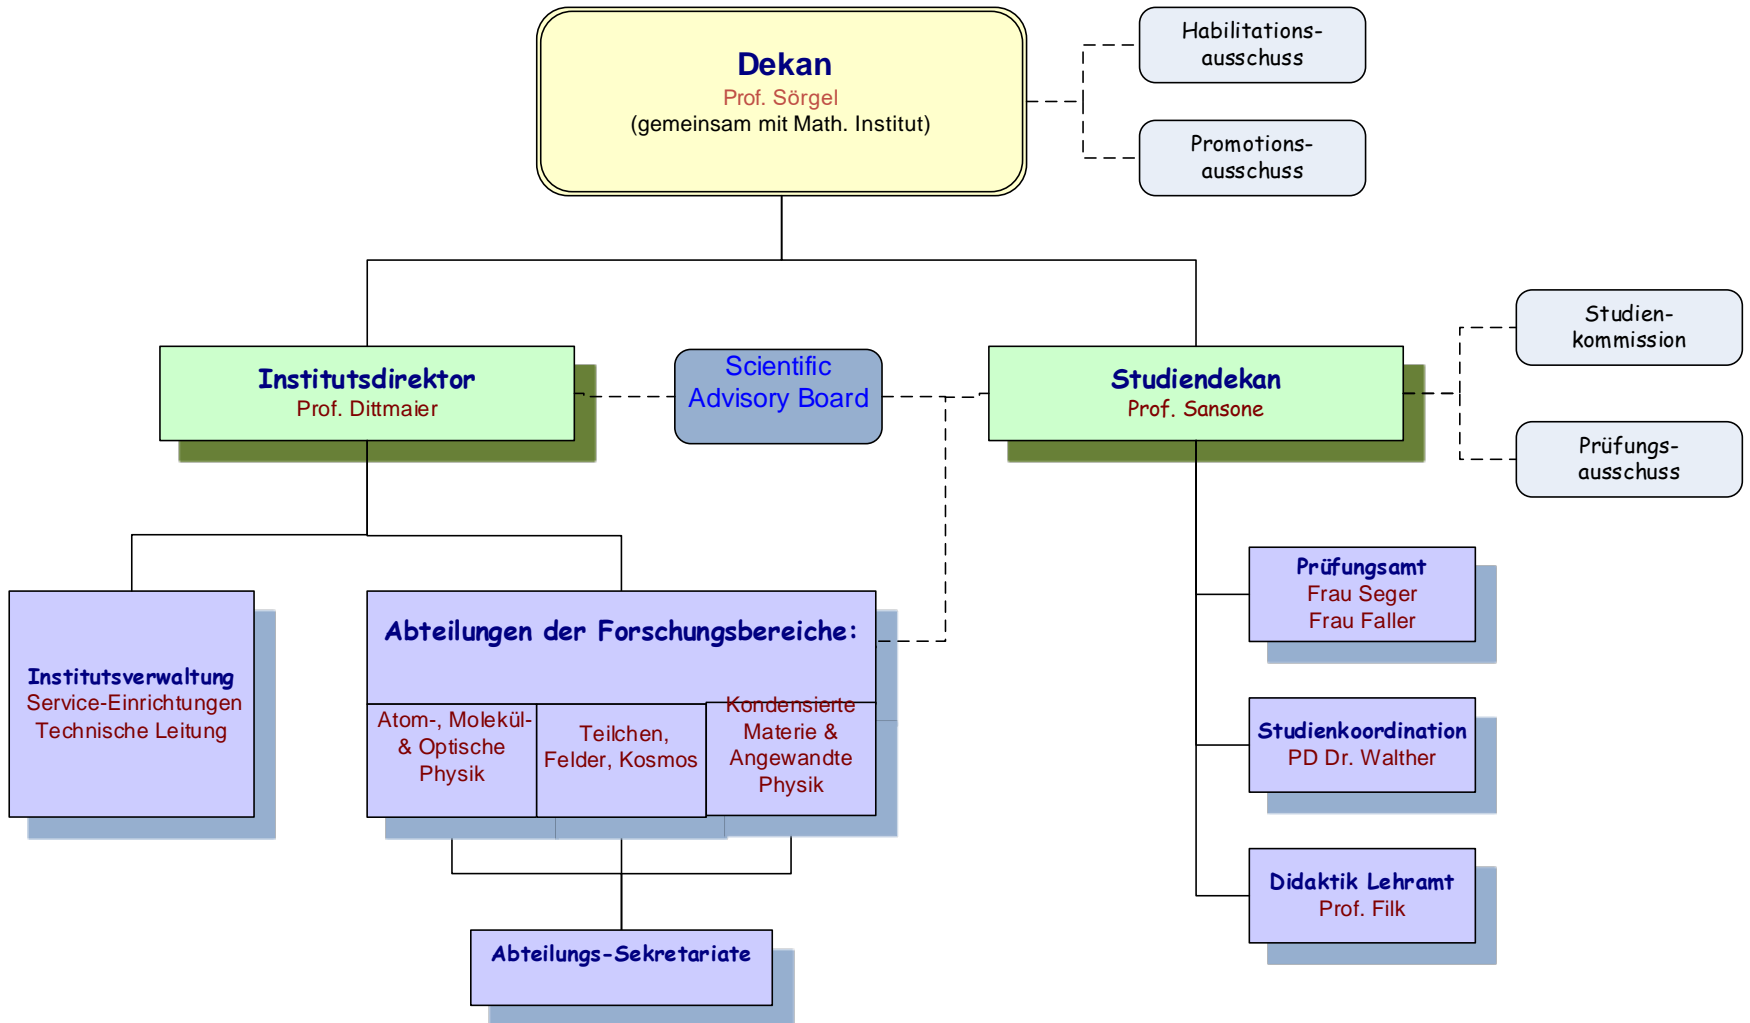 Dekan
Prof. Sörgel
(gemeinsam mit Math. Institut)
Habilitations-
ausschuss
Promotions-
ausschuss
Institutsdirektor
Prof. Dittmaier
Scientific
Advisory Board
Studiendekan
Prof. Sansone
Studien-
kommission
Prüfungs-
ausschuss
Institutsverwaltung
Service-Einrichtungen
Technische Leitung
Abteilungen der Forschungsbereiche:
Atom-, Molekül-
& Optische
Physik
Teilchen,
Felder, Kosmos
Kondensierte
Materie &
Angewandte
Physik
Abteilungs-Sekretariate
Prüfungsamt
Frau Seger
Frau Faller
Studienkoordination
PD Dr. Walther
Didaktik Lehramt
Prof. Filk